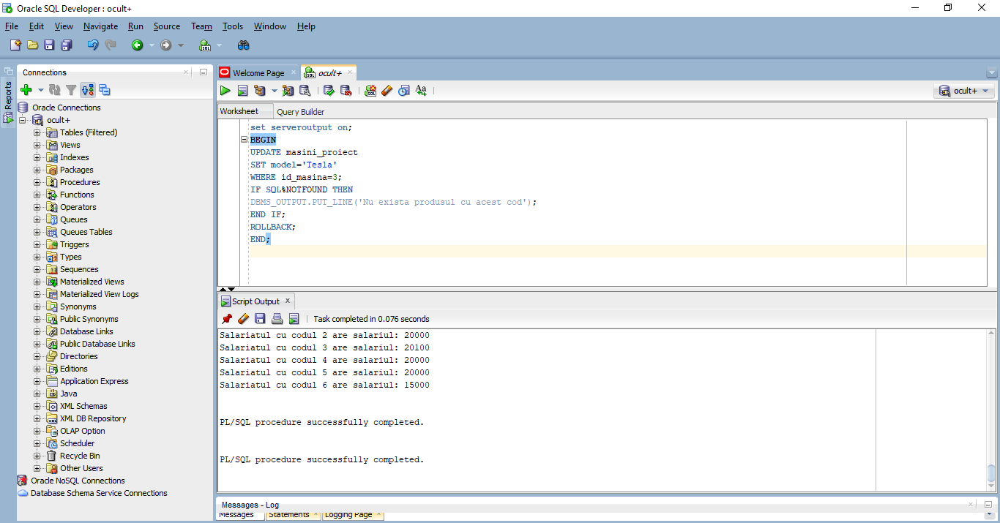 Oracle SQL Developer : ocult+
File Edit View Navigate Run Source Team Tools Window Help
Reports
Connections
Oracle Connections
ocult+
Tables (Filtered)
Views
Indexes
Packages
Procedures
Functions
Operators
Queues
Queues Tables
Triggers
Types
Sequences
Materialized Views
Materialized View Logs
Synonyms
Public Synonyms
Database Links
Public Database Links
Directories
Editions
Application Express
Java
XML Schemas
XML DB Repository
OLAP Option
Scheduler
Recycle Bin
Other Users
Oracle NoSQL Connections
Database Schema Service Connections
Welcome Page ocult+
ocult+
Worksheet Query Builder
set serveroutput on;
BEGIN
UPDATE masini_proiect
SET model='Tesla'
WHERE id_masina=3;
IF SQL%NOTFOUND THEN
DBMS_OUTPUT.PUT_LINE('Nu exista produsul cu acest cod');
END IF;
ROLLBACK;
END;
Script Output
Task completed in 0.076 seconds
Salariatul cu codul 2 are salariul: 20000
Salariatul cu codul 3 are salariul: 20100
Salariatul cu codul 4 are salariul: 20000
Salariatul cu codul 5 are salariul: 20000
Salariatul cu codul 6 are salariul: 15000
PL/SQL procedure successfully completed.
PL/SQL procedure successfully completed.
Messages - Log
Messages Statements Logging Page